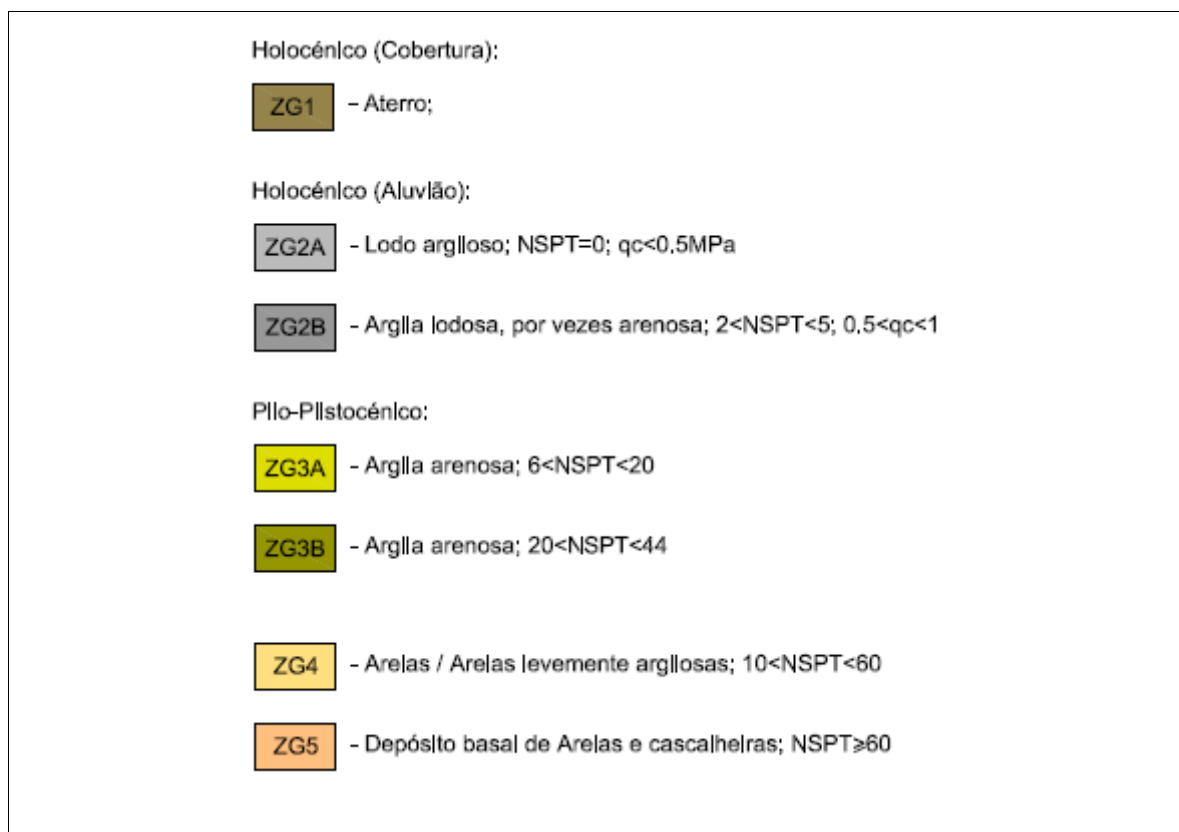 Holocénico (Cobertura):
ZG1 - Aterro;
Holocénico (Aluvião):
ZG2A - Lodo argiloso; NSPT=0; qc<0.5MPa
ZG2B - Argila lodosa, por vezes arenosa; 2<NSPT<5; 0.5<qc<1
Plio-Plistocénico:
ZG3A - Argila arenosa; 6<NSPT<20
ZG3B - Argila arenosa; 20<NSPT<44
ZG4 - Areias / Areias levemente argilosas; 10<NSPT<60
ZG5 - Depósito basal de Areias e cascalheiras; NSPT⩾60